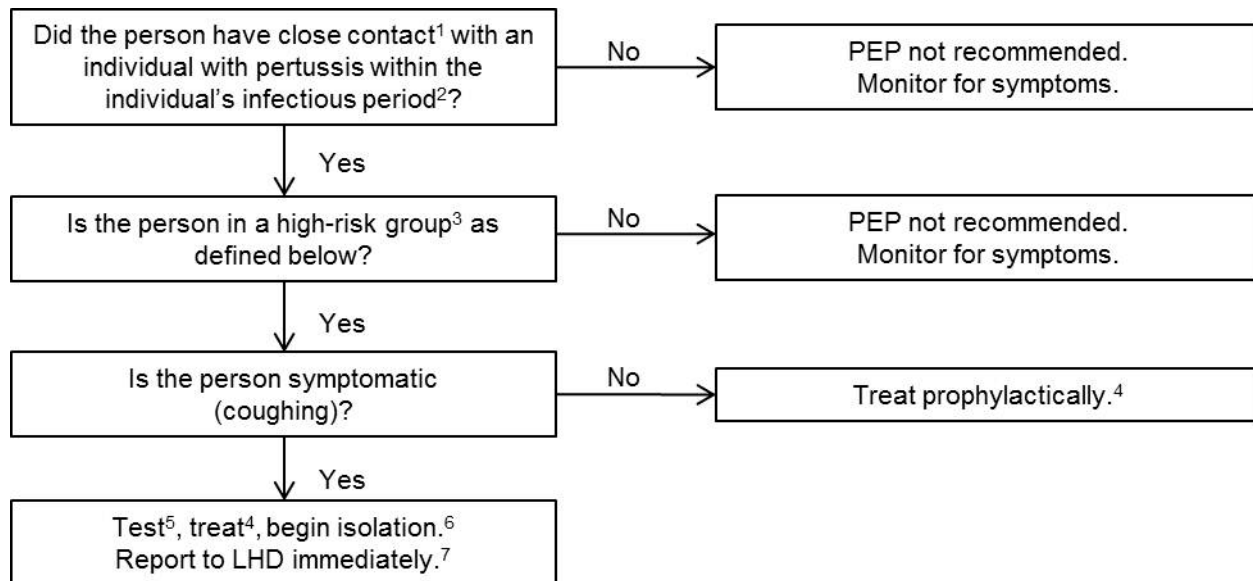 Did the person have close contact¹ with an
individual with pertussis within the
individual’s infectious period²?
No
PEP not recommended.
Monitor for symptoms.
Yes
Is the person in a high-risk group³ as
defined below?
No
PEP not recommended.
Monitor for symptoms.
Yes
Is the person symptomatic
(coughing)?
No
Treat prophylactically.⁴
Yes
Test⁵, treat⁴, begin isolation.⁶
Report to LHD immediately.⁷